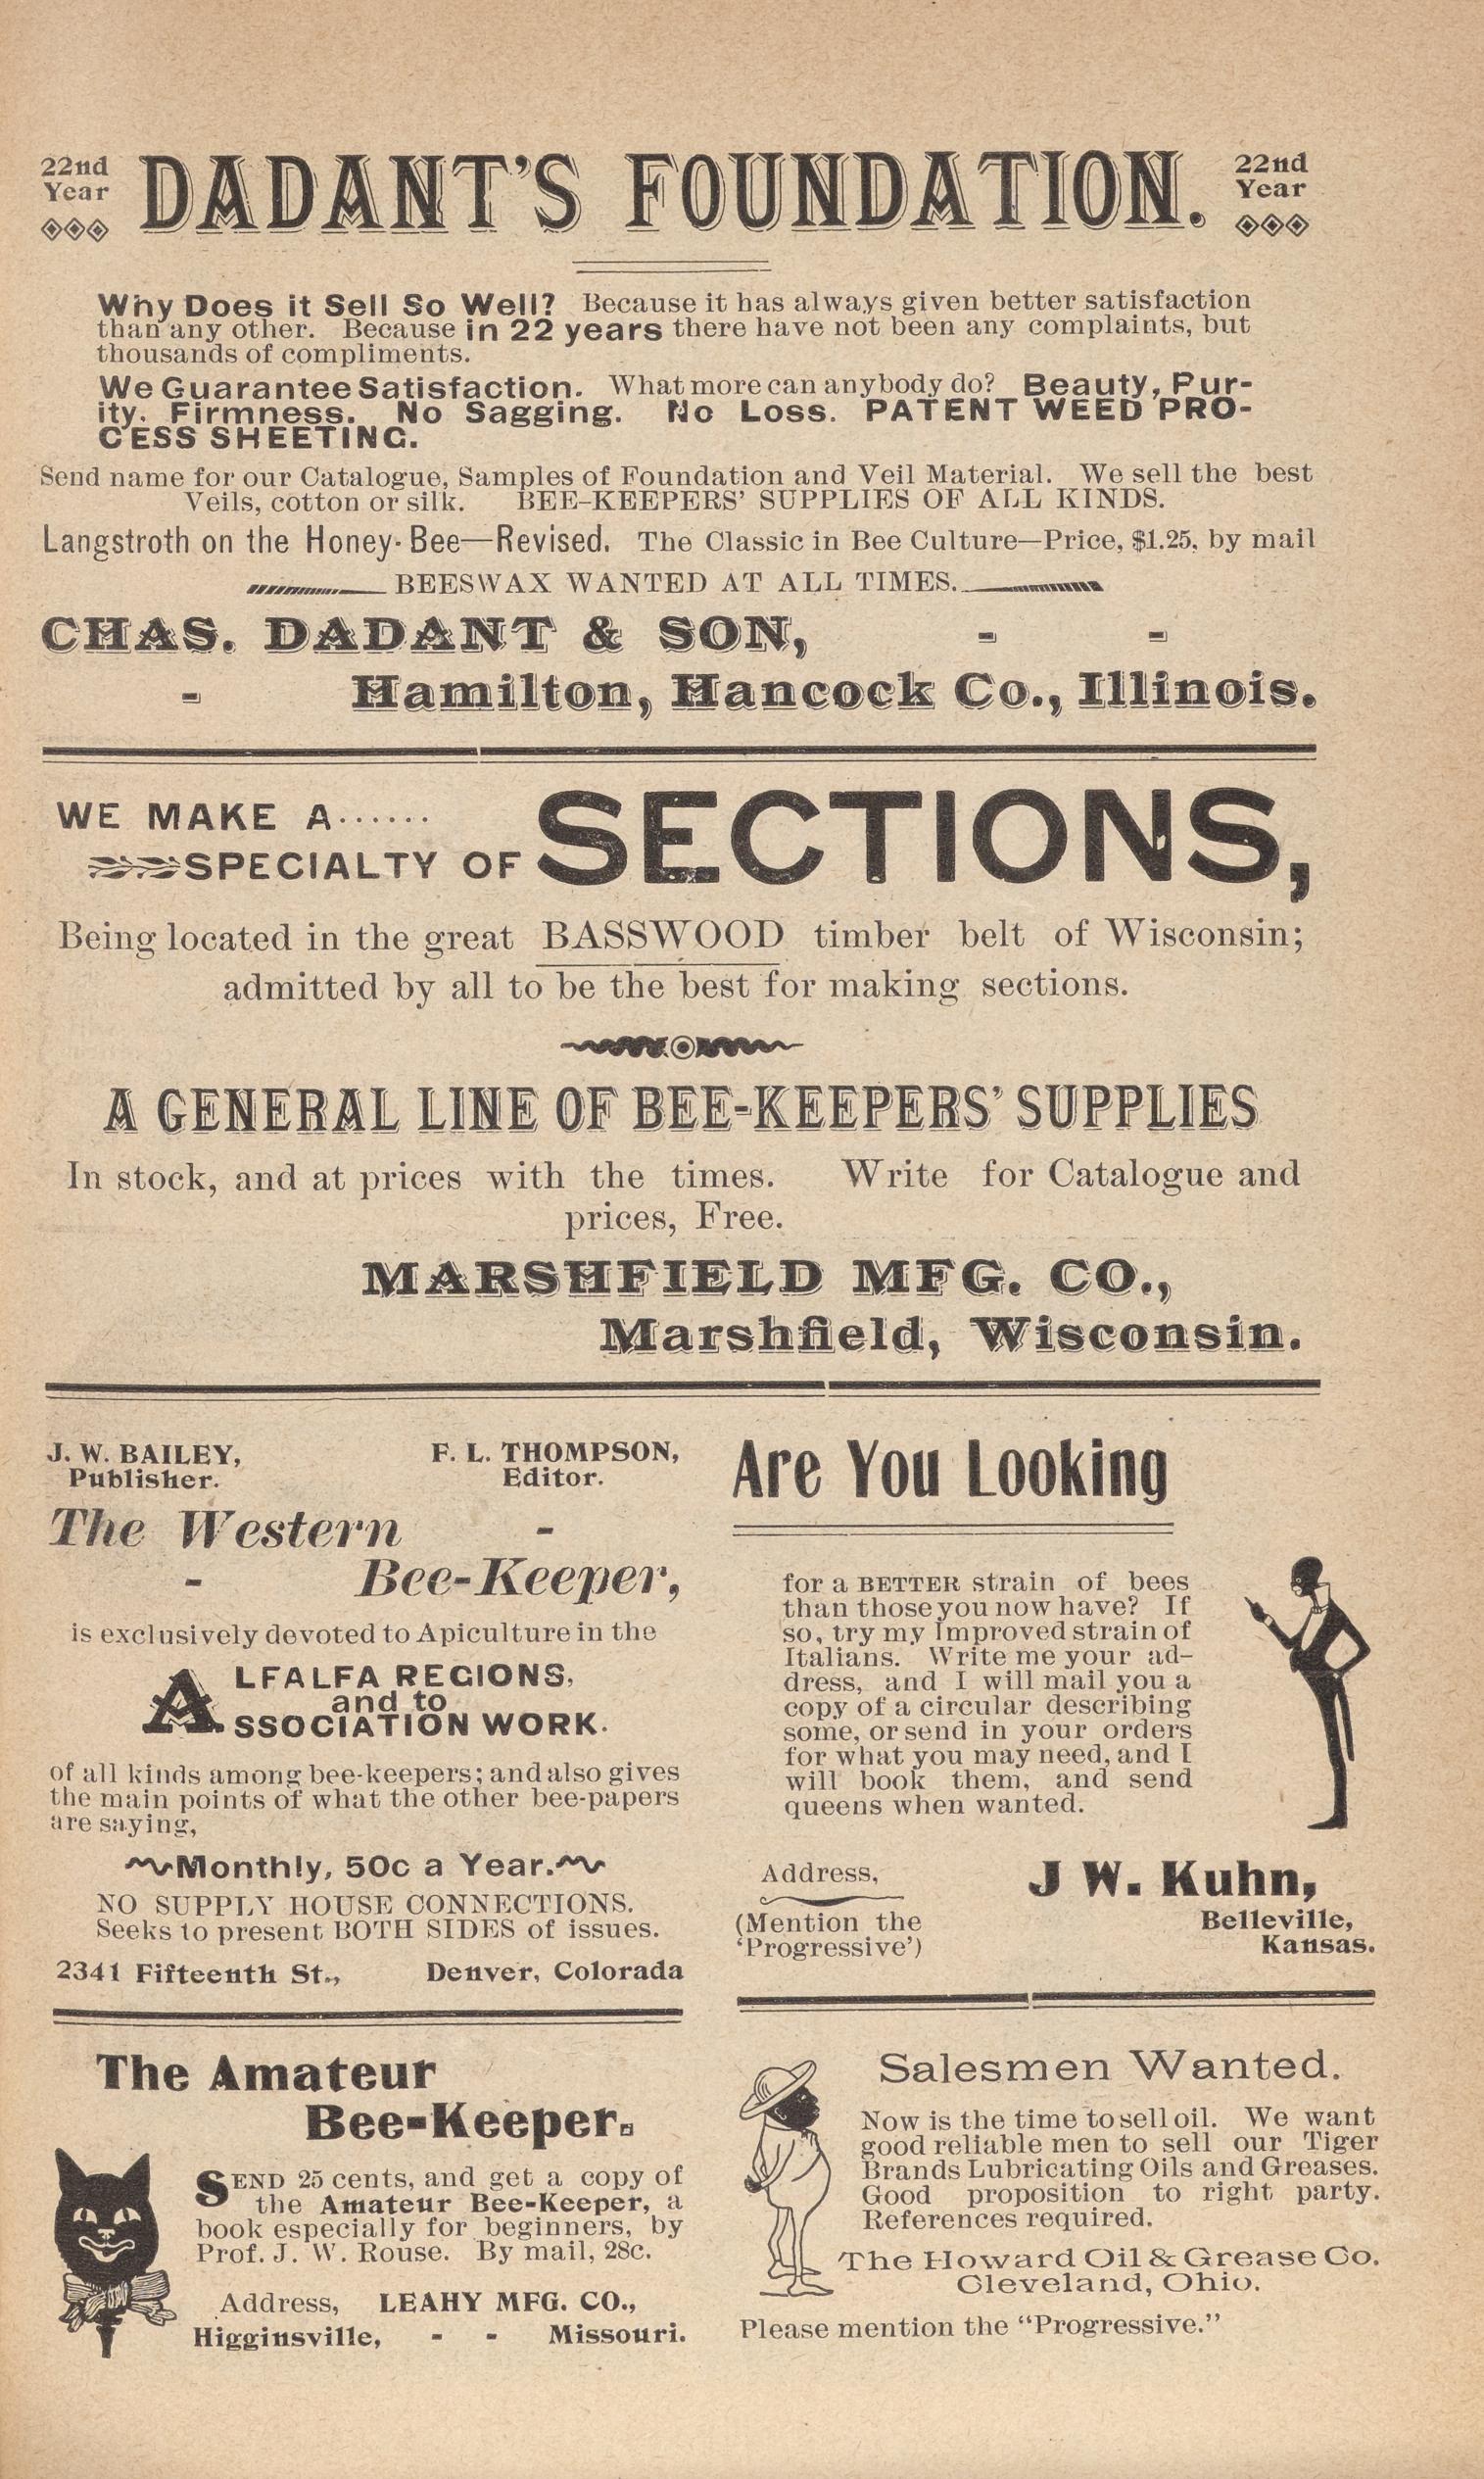 22nd Year
DADANT'S FOUNDATION.
22nd Year
Why Does it Sell So Well? Because it has always given better satisfaction
than any other. Because in 22 years there have not been any complaints, but
thousands of compliments.
We Guarantee Satisfaction. What more can anybody do? Beauty, Pur-
ity. Firmness. No Sagging. No Loss. PATENT WEED PRO-
CESS SHEETING.
Send name for our Catalogue, Samples of Foundation and Veil Material. We sell the best
Veils, cotton or silk. BEE-KEEPERS' SUPPLIES OF ALL KINDS.
Langstroth on the Honey-Bee—Revised. The Classic in Bee Culture—Price, $1.25, by mail
BEESWAX WANTED AT ALL TIMES.
CHAS. DADANT & SON, - -
- Hamilton, Hancock Co., Illinois.
WE MAKE A......
SPECIALTY OF SECTIONS,
Being located in the great BASSWOOD timber belt of Wisconsin;
admitted by all to be the best for making sections.
A GENERAL LINE OF BEE-KEEPERS' SUPPLIES
In stock, and at prices with the times. Write for Catalogue and
prices, Free.
MARSHFIELD MFG. CO.,
Marshfield, Wisconsin.
J. W. BAILEY, F. L. THOMPSON,
Publisher. Editor.
The Western -
- Bee-Keeper,
is exclusively devoted to Apiculture in the
ALFALFA REGIONS,
and to
ASSOCIATION WORK.
of all kinds among bee-keepers; and also gives
the main points of what the other bee-papers
are saying,
Monthly, 50c a Year.
NO SUPPLY HOUSE CONNECTIONS.
Seeks to present BOTH SIDES of issues.
2341 Fifteenth St., Denver, Colorada
The Amateur
Bee-Keeper.
SEND 25 cents, and get a copy of
the Amateur Bee-Keeper, a
book especially for beginners, by
Prof. J. W. Rouse. By mail, 28c.
Address, LEAHY MFG. CO.,
Higginsville, - - Missouri.
Are You Looking
for a BETTER strain of bees
than those you now have? If
so, try my Improved strain of
Italians. Write me your ad-
dress, and I will mail you a
copy of a circular describing
some, or send in your orders
for what you may need, and I
will book them, and send
queens when wanted.
Address, J W. Kuhn,
(Mention the Belleville,
'Progressive') Kansas.
Salesmen Wanted.
Now is the time to sell oil. We want
good reliable men to sell our Tiger
Brands Lubricating Oils and Greases.
Good proposition to right party.
References required.
The Howard Oil & Grease Co.
Cleveland, Ohio.
Please mention the "Progressive."